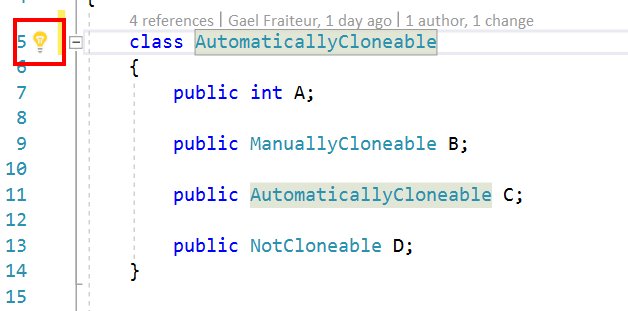 4 references | Gael Fraiteur, 1 day ago | 1 author, 1 change
5 class AutomaticallyCloneable
6 {
7 public int A;
8
9 public ManuallyCloneable B;
10
11 public AutomaticallyCloneable C;
12
13 public NotCloneable D;
14 }
15